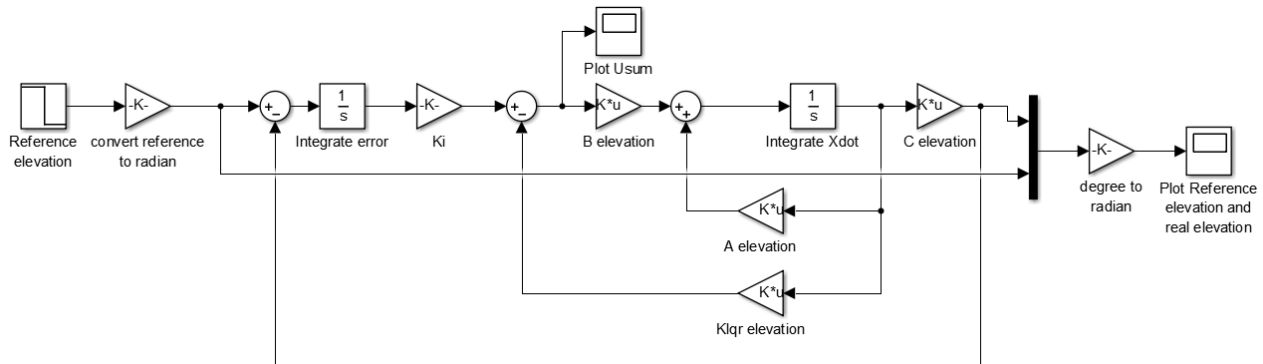 Plot Usum
-K-
+
−
1
s
-K-
+
−
K*u
+
+
1
s
K*u
Reference
elevation
convert reference
to radian
Integrate error
Ki
B elevation
Integrate Xdot
C elevation
-K-
degree to
radian
Plot Reference
elevation and
real elevation
K*u
A elevation
K*u
Klqr elevation